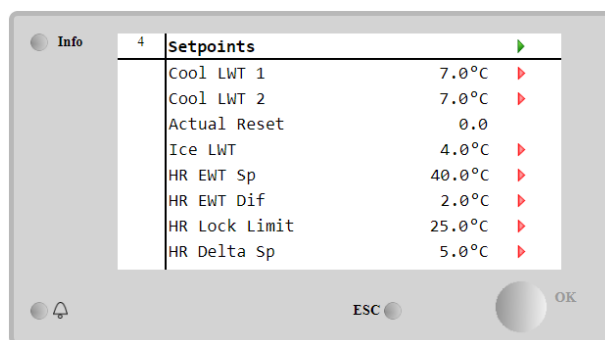 Info
4 Setpoints
Cool LWT 1 7.0°C
Cool LWT 2 7.0°C
Actual Reset 0.0
Ice LWT 4.0°C
HR EWT Sp 40.0°C
HR EWT Dif 2.0°C
HR Lock Limit 25.0°C
HR Delta Sp 5.0°C
OK
ESC